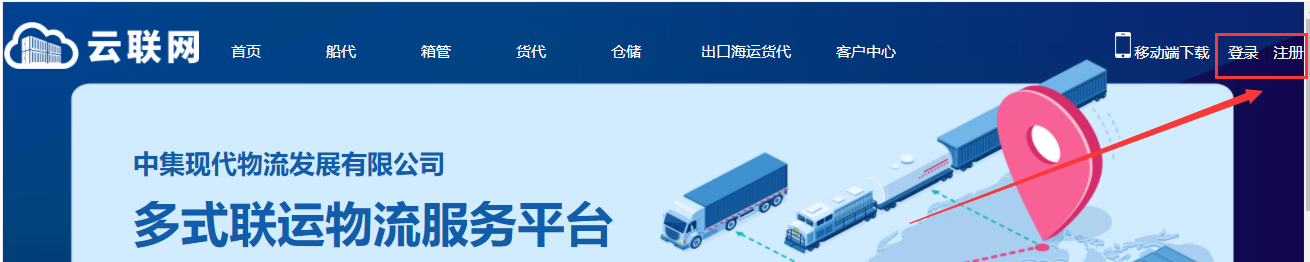 云联网 首页 船代 箱管 货代 仓储 出口海运货代 客户中心 移动端下载 登录 注册
中集现代物流发展有限公司
多式联运物流服务平台